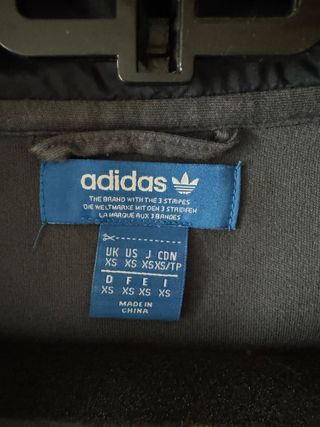 adidas
THE BRAND WITH THE 3 STRIPES
DIE WELTMARKE MIT DEN 3 STREIFEN
LA MARQUE AUX 3 BANDES
UK US J CDN
XS XS XS XS/TP
D F E I
XS XS XS XS
MADE IN
CHINA